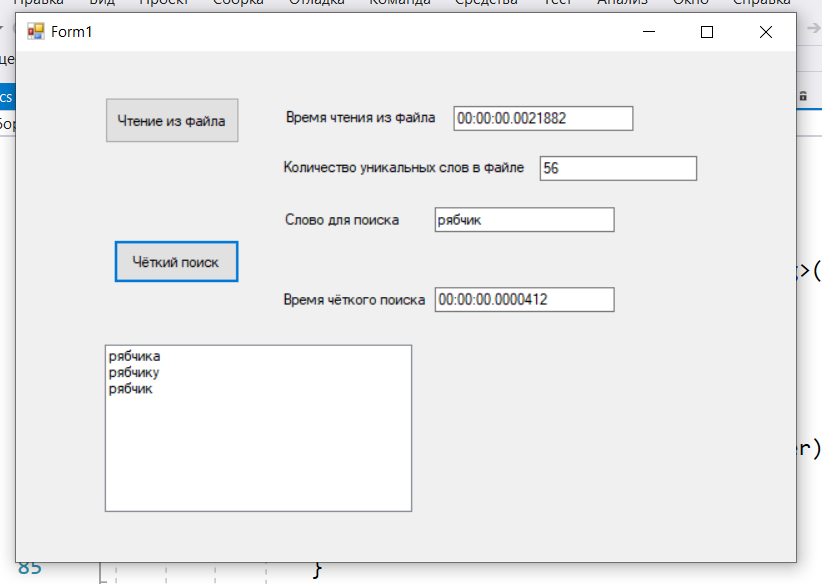 Правка Вид Проект Сборка Отладка Команда Средства Тест Анализ Окно Справка
Form1
cs
Чтение из файла
Время чтения из файла 00:00:00.0021882
Количество уникальных слов в файле 56
Слово для поиска рябчик
Чёткий поиск
Время чёткого поиска 00:00:00.0000412
рябчика
рябчику
рябчик
>(
er)
85 }